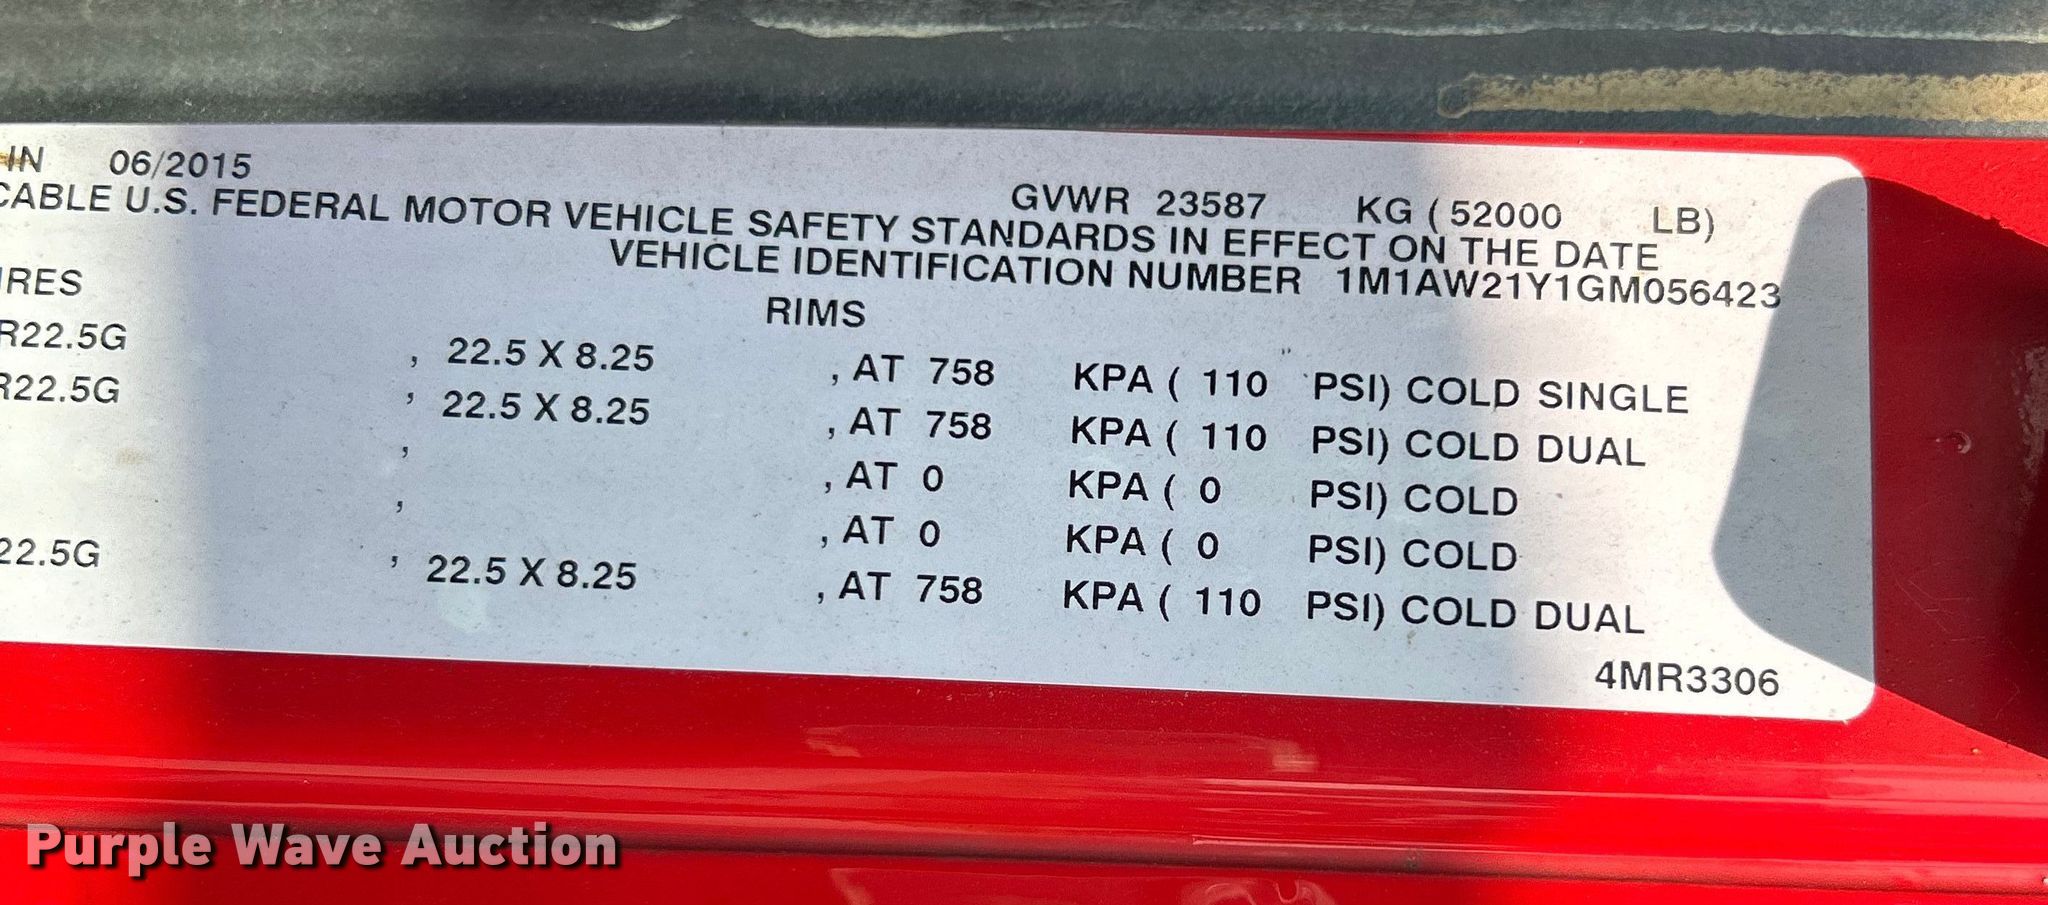 IN 06/2015
GVWR 23587 KG ( 52000 LB)
CABLE U.S. FEDERAL MOTOR VEHICLE SAFETY STANDARDS IN EFFECT ON THE DATE
VEHICLE IDENTIFICATION NUMBER 1M1AW21Y1GM056423
IRES RIMS
R22.5G , 22.5 X 8.25 , AT 758 KPA ( 110 PSI) COLD SINGLE
R22.5G , 22.5 X 8.25 , AT 758 KPA ( 110 PSI) COLD DUAL
, , AT 0 KPA ( 0 PSI) COLD
, , AT 0 KPA ( 0 PSI) COLD
22.5G , 22.5 X 8.25 , AT 758 KPA ( 110 PSI) COLD DUAL
4MR3306
Purple Wave Auction